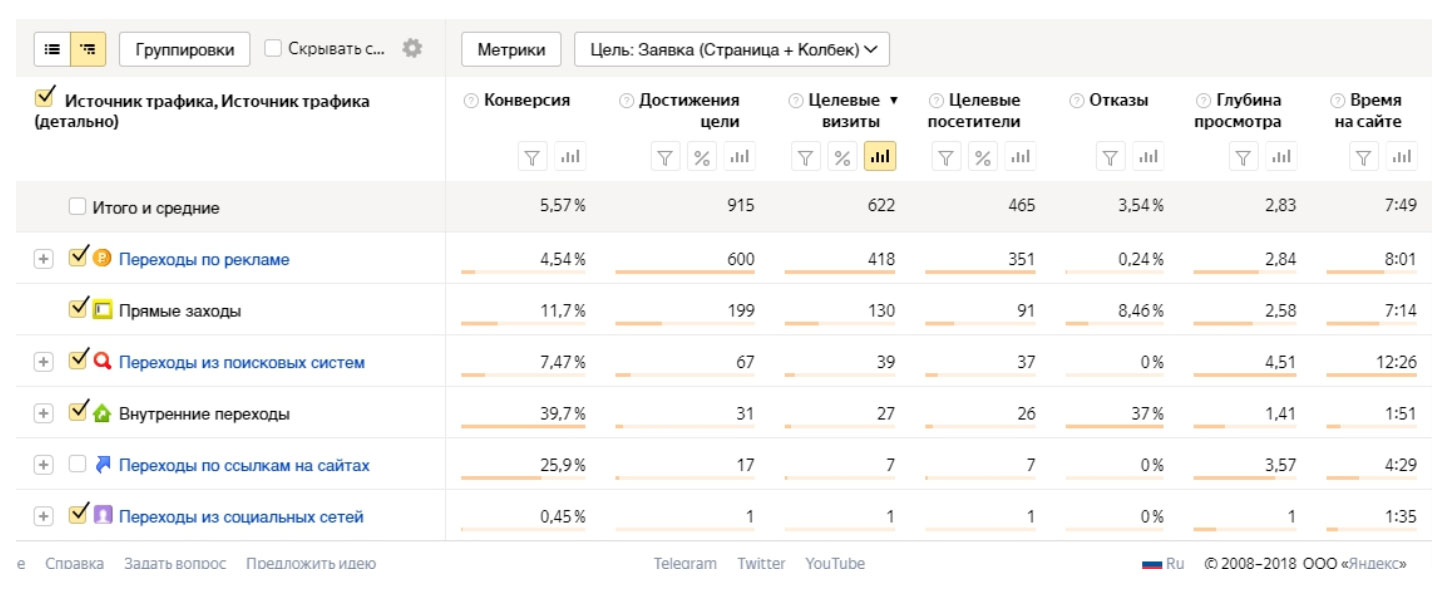 Группировки Скрывать с... Метрики Цель: Заявка (Страница + Колбек)
Источник трафика, Источник трафика (детально) Конверсия Достижения цели Целевые визиты Целевые посетители Отказы Глубина просмотра Время на сайте
% % %
Итого и средние 5,57 % 915 622 465 3,54 % 2,83 7:49
Переходы по рекламе 4,54 % 600 418 351 0,24 % 2,84 8:01
Прямые заходы 11,7 % 199 130 91 8,46 % 2,58 7:14
Переходы из поисковых систем 7,47 % 67 39 37 0 % 4,51 12:26
Внутренние переходы 39,7 % 31 27 26 37 % 1,41 1:51
Переходы по ссылкам на сайтах 25,9 % 17 7 7 0 % 3,57 4:29
Переходы из социальных сетей 0,45 % 1 1 1 0 % 1 1:35
е Справка Задать вопрос Предложить идею Telegram Twitter YouTube Ru © 2008–2018 ООО «Яндекс»